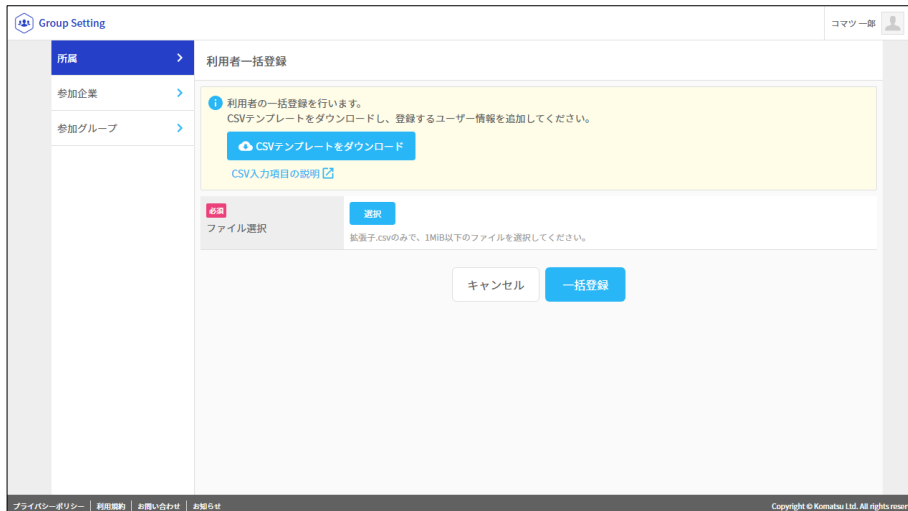 Group Setting
コマツ 一郎
所属
参加企業
参加グループ
利用者一括登録
利用者の一括登録を行います。
CSVテンプレートをダウンロードし、登録するユーザー情報を追加してください。
CSVテンプレートをダウンロード
CSV入力項目の説明
必須
ファイル選択
選択
拡張子.csvのみで、1MiB以下のファイルを選択してください。
キャンセル
一括登録
プライバシーポリシー | 利用規約 | お問い合わせ | お知らせ
Copyright © Komatsu Ltd. All rights reser